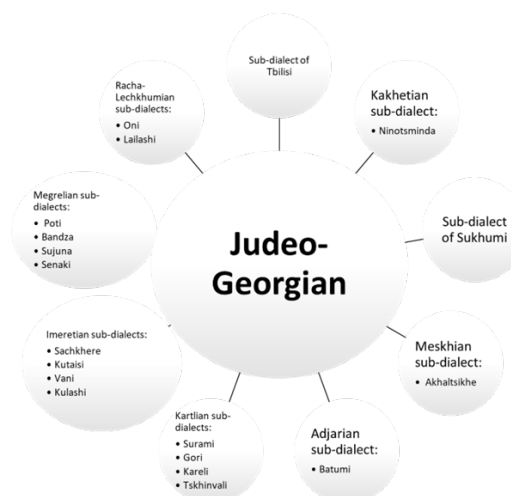 Sub-dialect of
Tbilisi
Kakhetian
sub-dialect:
• Ninotsminda
Sub-dialect
of Sukhumi
Meskhian
sub-dialect:
• Akhaltsikhe
Adjarian
sub-dialect:
• Batumi
Kartlian sub-
dialects:
• Surami
• Gori
• Kareli
• Tskhinvali
Imeretian sub-dialects:
• Sachkhere
• Kutaisi
• Vani
• Kulashi
Megrelian sub-
dialects:
• Poti
• Bandza
• Sujuna
• Senaki
Racha-
Lechkhumian
sub-dialects:
• Oni
• Lailashi
Judeo-
Georgian